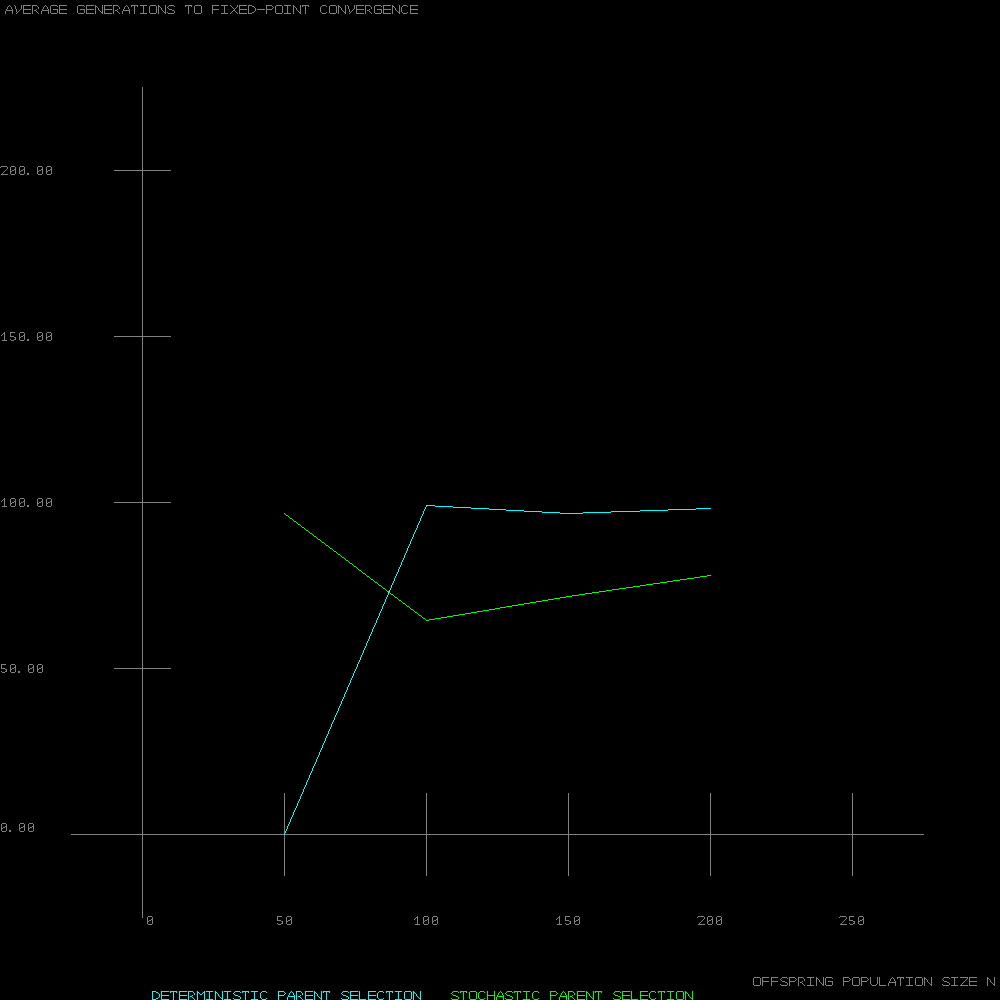 AVERAGE GENERATIONS TO FIXED-POINT CONVERGENCE
200.00
150.00
100.00
50.00
0.00
0 50 100 150 200 250
OFFSPRING POPULATION SIZE N
DETERMINISTIC PARENT SELECTION STOCHASTIC PARENT SELECTION